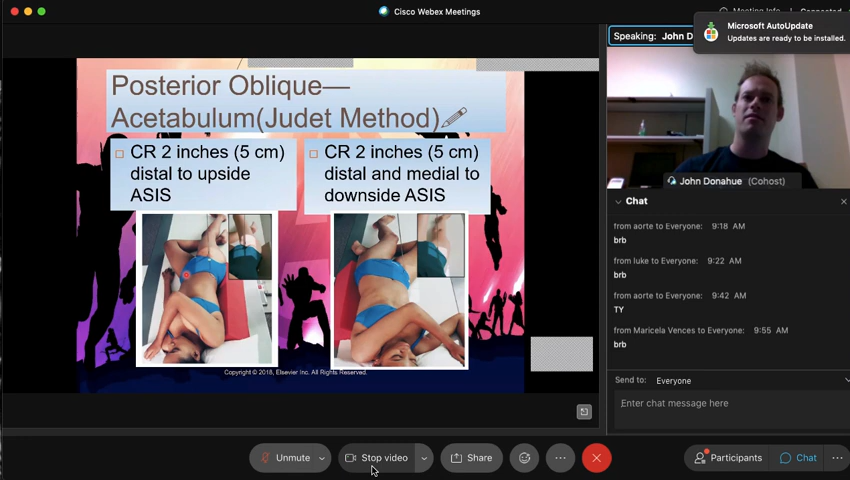 Cisco Webex Meetings
Microsoft AutoUpdate
Updates are ready to be installed.
Speaking: John D
Posterior Oblique—
Acetabulum(Judet Method)
CR 2 inches (5 cm)
distal to upside
ASIS
CR 2 inches (5 cm)
distal and medial to
downside ASIS
Copyright © 2018, Elsevier Inc. All Rights Reserved.
John Donahue (Cohost)
Chat
from aorte to Everyone: 9:18 AM
brb
from luke to Everyone: 9:22 AM
brb
from aorte to Everyone: 9:42 AM
TY
from Maricela Vences to Everyone: 9:55 AM
brb
Send to: Everyone
Enter chat message here
Unmute
Stop video
Share
Participants
Chat